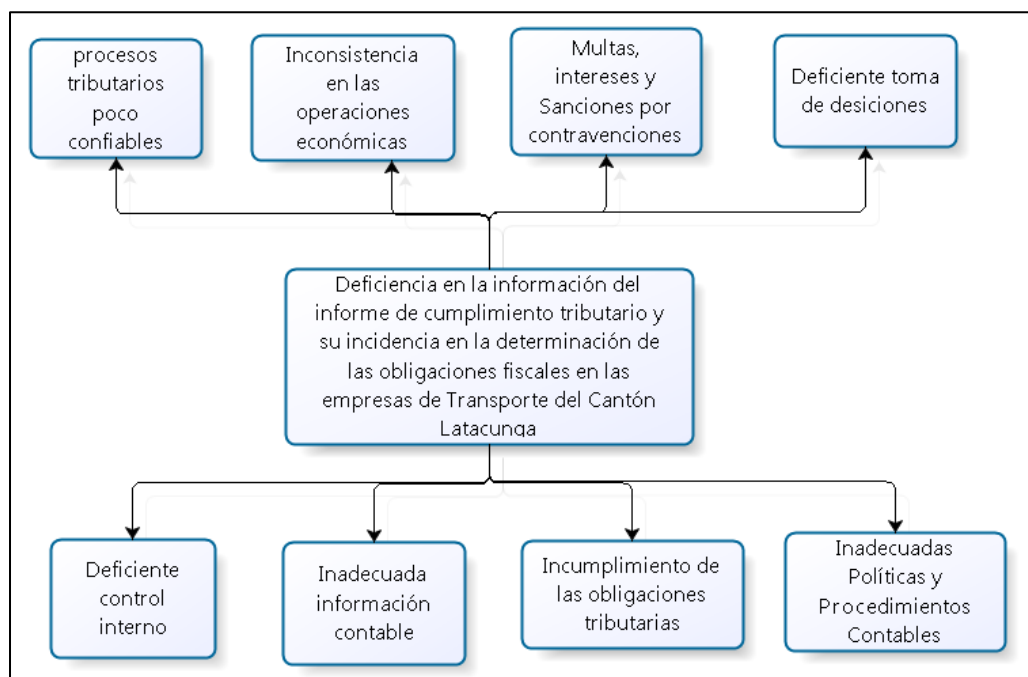 procesos
tributarios
poco
confiables
Inconsistencia
en las
operaciones
económicas
Multas,
intereses y
Sanciones por
contravenciones
Deficiente toma
de desiciones
Deficiencia en la información del
informe de cumplimiento tributario y
su incidencia en la determinación de
las obligaciones fiscales en las
empresas de Transporte del Cantón
Latacunga
Deficiente
control
interno
Inadecuada
información
contable
Incumplimiento de
las obligaciones
tributarias
Inadecuadas
Políticas y
Procedimientos
Contables